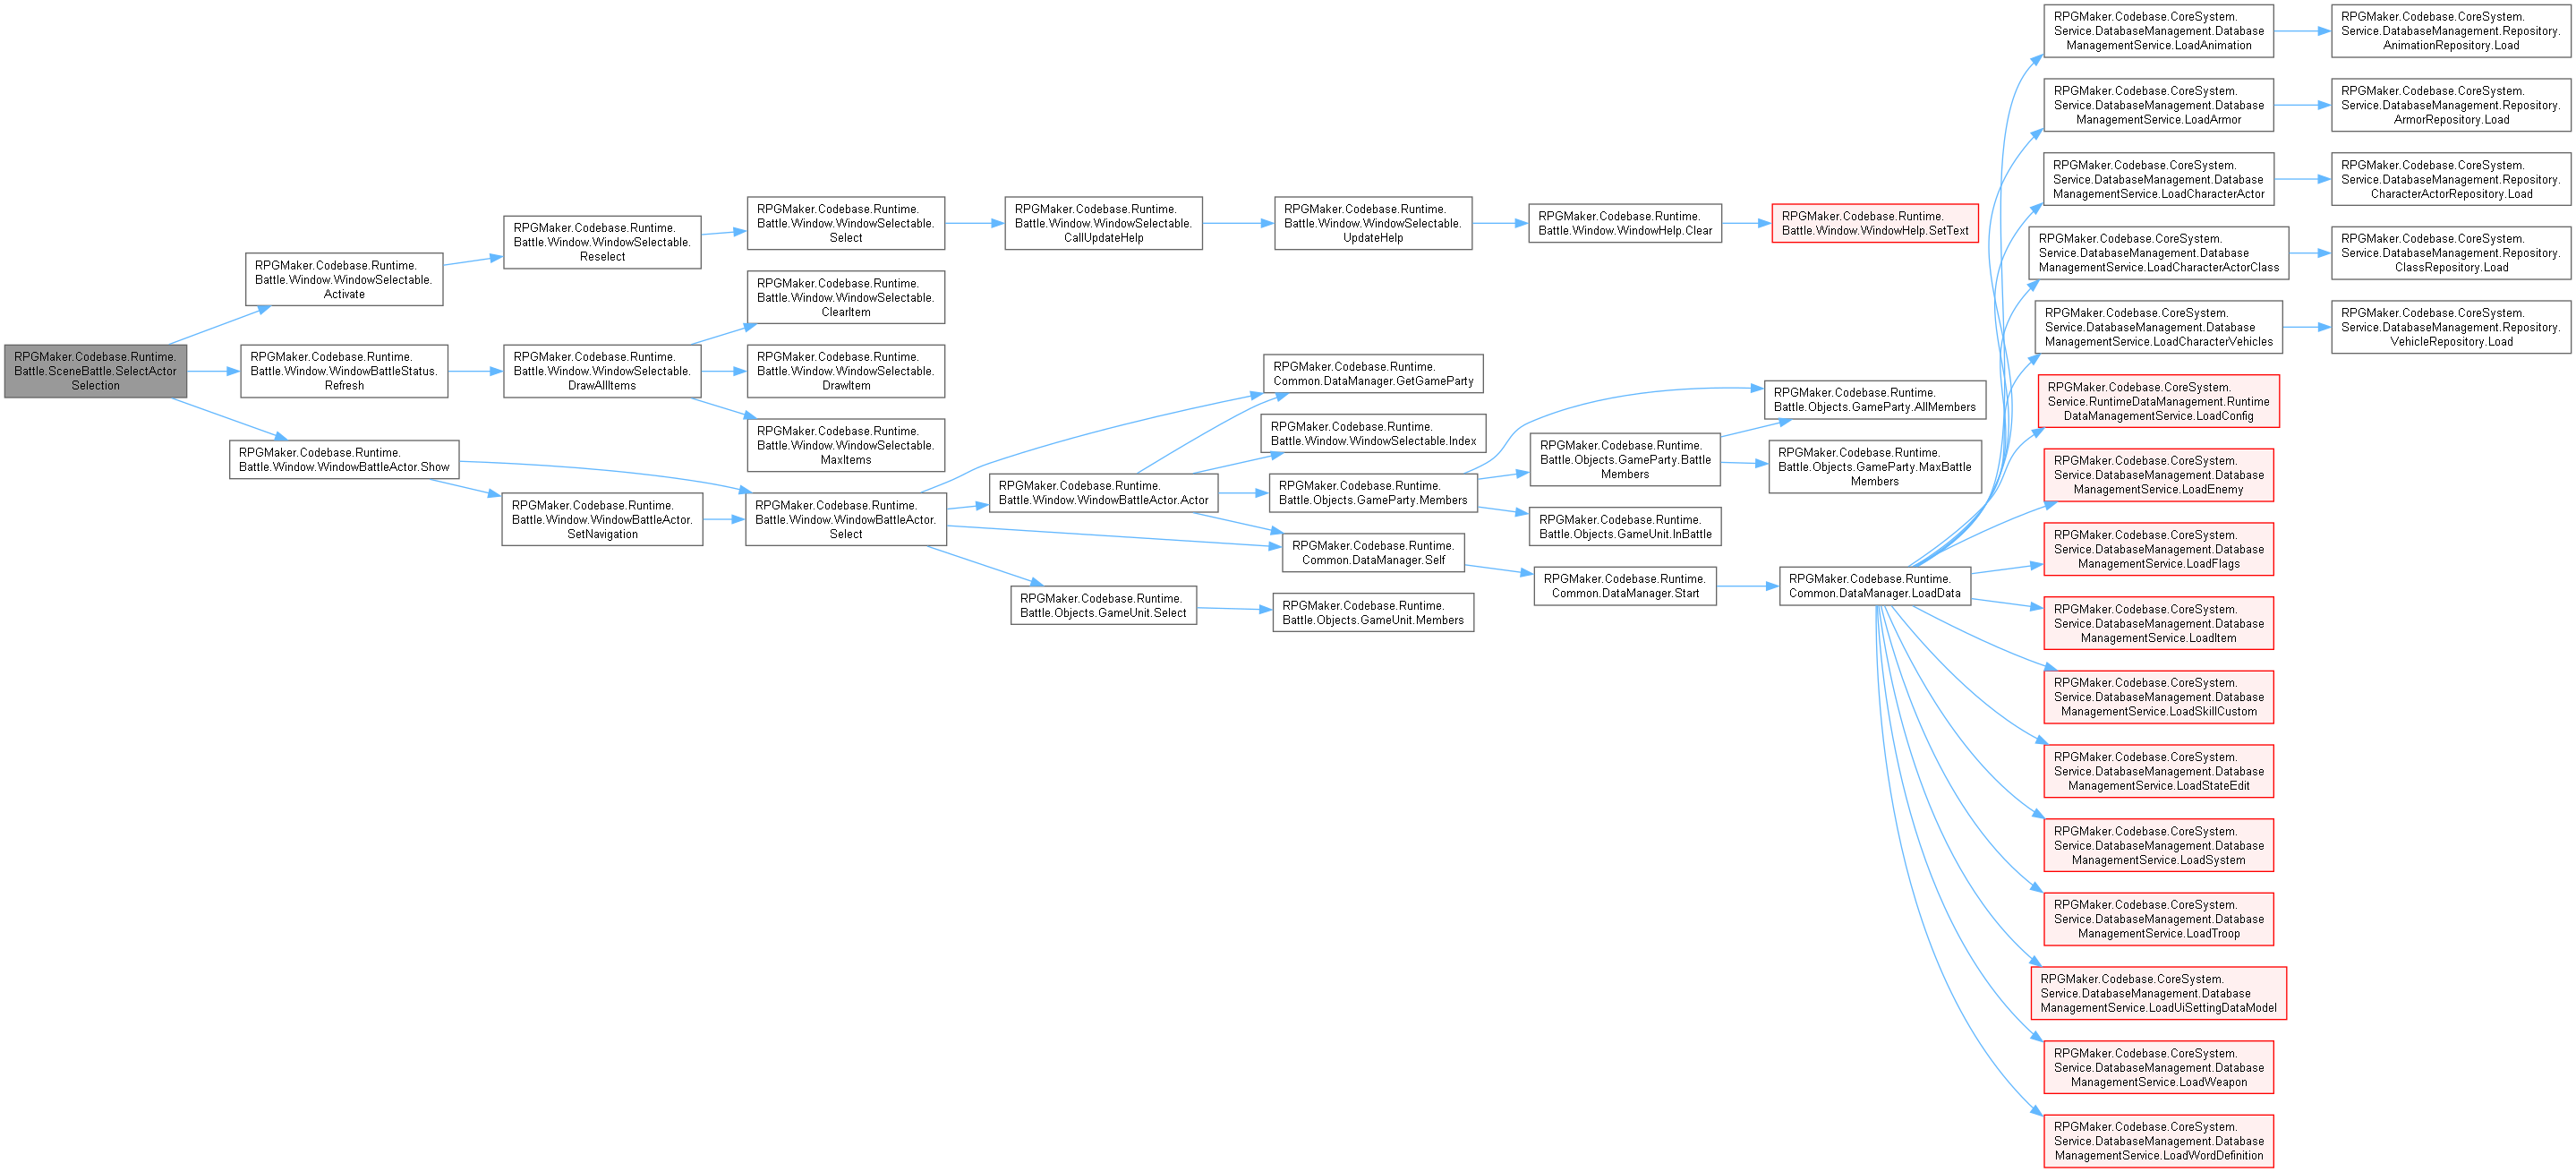 RPGMaker.Codebase.Runtime.
Battle.SceneBattle.SelectActor
Selection
RPGMaker.Codebase.Runtime.
Battle.Window.WindowSelectable.
Activate
RPGMaker.Codebase.Runtime.
Battle.Window.WindowSelectable.
Reselect
RPGMaker.Codebase.Runtime.
Battle.Window.WindowSelectable.
Select
RPGMaker.Codebase.Runtime.
Battle.Window.WindowSelectable.
CallUpdateHelp
RPGMaker.Codebase.Runtime.
Battle.Window.WindowSelectable.
UpdateHelp
RPGMaker.Codebase.Runtime.
Battle.Window.WindowHelp.Clear
RPGMaker.Codebase.Runtime.
Battle.Window.WindowHelp.SetText
RPGMaker.Codebase.Runtime.
Battle.Window.WindowBattleStatus.
Refresh
RPGMaker.Codebase.Runtime.
Battle.Window.WindowSelectable.
DrawAllItems
RPGMaker.Codebase.Runtime.
Battle.Window.WindowSelectable.
ClearItem
RPGMaker.Codebase.Runtime.
Battle.Window.WindowSelectable.
DrawItem
RPGMaker.Codebase.Runtime.
Battle.Window.WindowSelectable.
MaxItems
RPGMaker.Codebase.Runtime.
Battle.Window.WindowBattleActor.Show
RPGMaker.Codebase.Runtime.
Battle.Window.WindowBattleActor.
SetNavigation
RPGMaker.Codebase.Runtime.
Battle.Window.WindowBattleActor.
Select
RPGMaker.Codebase.Runtime.
Battle.Window.WindowBattleActor.Actor
RPGMaker.Codebase.Runtime.
Common.DataManager.GetGameParty
RPGMaker.Codebase.Runtime.
Battle.Window.WindowSelectable.Index
RPGMaker.Codebase.Runtime.
Battle.Objects.GameParty.Members
RPGMaker.Codebase.Runtime.
Common.DataManager.Self
RPGMaker.Codebase.Runtime.
Battle.Objects.GameUnit.Select
RPGMaker.Codebase.Runtime.
Battle.Objects.GameUnit.Members
RPGMaker.Codebase.Runtime.
Battle.Objects.GameParty.Battle
Members
RPGMaker.Codebase.Runtime.
Battle.Objects.GameUnit.InBattle
RPGMaker.Codebase.Runtime.
Battle.Objects.GameParty.AllMembers
RPGMaker.Codebase.Runtime.
Battle.Objects.GameParty.MaxBattle
Members
RPGMaker.Codebase.Runtime.
Common.DataManager.Start
RPGMaker.Codebase.Runtime.
Common.DataManager.LoadData
RPGMaker.Codebase.CoreSystem.
Service.DatabaseManagement.Database
ManagementService.LoadAnimation
RPGMaker.Codebase.CoreSystem.
Service.DatabaseManagement.Repository.
AnimationRepository.Load
RPGMaker.Codebase.CoreSystem.
Service.DatabaseManagement.Database
ManagementService.LoadArmor
RPGMaker.Codebase.CoreSystem.
Service.DatabaseManagement.Repository.
ArmorRepository.Load
RPGMaker.Codebase.CoreSystem.
Service.DatabaseManagement.Database
ManagementService.LoadCharacterActor
RPGMaker.Codebase.CoreSystem.
Service.DatabaseManagement.Repository.
CharacterActorRepository.Load
RPGMaker.Codebase.CoreSystem.
Service.DatabaseManagement.Database
ManagementService.LoadCharacterActorClass
RPGMaker.Codebase.CoreSystem.
Service.DatabaseManagement.Repository.
ClassRepository.Load
RPGMaker.Codebase.CoreSystem.
Service.DatabaseManagement.Database
ManagementService.LoadCharacterVehicles
RPGMaker.Codebase.CoreSystem.
Service.DatabaseManagement.Repository.
VehicleRepository.Load
RPGMaker.Codebase.CoreSystem.
Service.RuntimeDataManagement.Runtime
DataManagementService.LoadConfig
RPGMaker.Codebase.CoreSystem.
Service.DatabaseManagement.Database
ManagementService.LoadEnemy
RPGMaker.Codebase.CoreSystem.
Service.DatabaseManagement.Database
ManagementService.LoadFlags
RPGMaker.Codebase.CoreSystem.
Service.DatabaseManagement.Database
ManagementService.LoadItem
RPGMaker.Codebase.CoreSystem.
Service.DatabaseManagement.Database
ManagementService.LoadSkillCustom
RPGMaker.Codebase.CoreSystem.
Service.DatabaseManagement.Database
ManagementService.LoadStateEdit
RPGMaker.Codebase.CoreSystem.
Service.DatabaseManagement.Database
ManagementService.LoadSystem
RPGMaker.Codebase.CoreSystem.
Service.DatabaseManagement.Database
ManagementService.LoadTroop
RPGMaker.Codebase.CoreSystem.
Service.DatabaseManagement.Database
ManagementService.LoadUiSettingDataModel
RPGMaker.Codebase.CoreSystem.
Service.DatabaseManagement.Database
ManagementService.LoadWeapon
RPGMaker.Codebase.CoreSystem.
Service.DatabaseManagement.Database
ManagementService.LoadWordDefinition